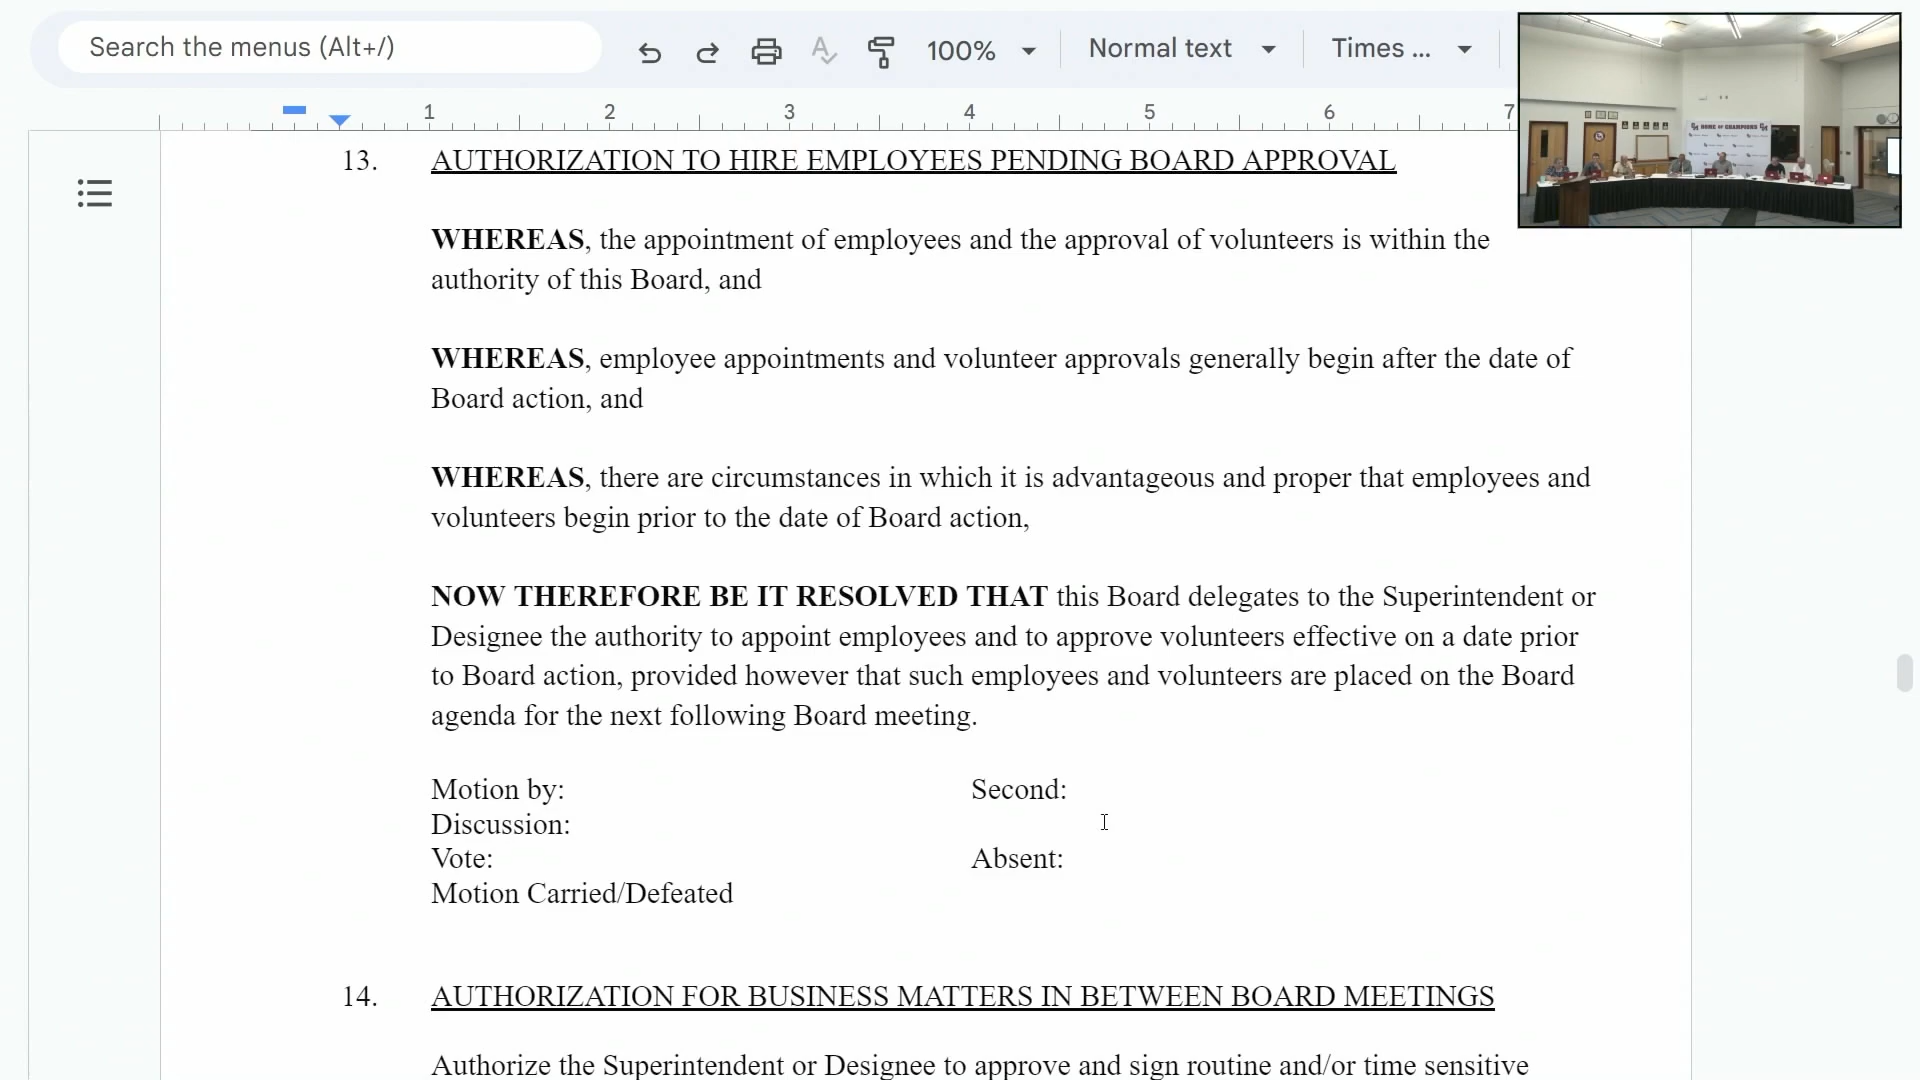 Search the menus (Alt+/)
100%
Normal text
Times ...
1 2 3 4 5 6 7
HOME OF CHAMPIONS
13. AUTHORIZATION TO HIRE EMPLOYEES PENDING BOARD APPROVAL
WHEREAS, the appointment of employees and the approval of volunteers is within the
authority of this Board, and
WHEREAS, employee appointments and volunteer approvals generally begin after the date of
Board action, and
WHEREAS, there are circumstances in which it is advantageous and proper that employees and
volunteers begin prior to the date of Board action,
NOW THEREFORE BE IT RESOLVED THAT this Board delegates to the Superintendent or
Designee the authority to appoint employees and to approve volunteers effective on a date prior
to Board action, provided however that such employees and volunteers are placed on the Board
agenda for the next following Board meeting.
Motion by: Second:
Discussion:
Vote: Absent:
Motion Carried/Defeated
14. AUTHORIZATION FOR BUSINESS MATTERS IN BETWEEN BOARD MEETINGS
Authorize the Superintendent or Designee to approve and sign routine and/or time sensitive